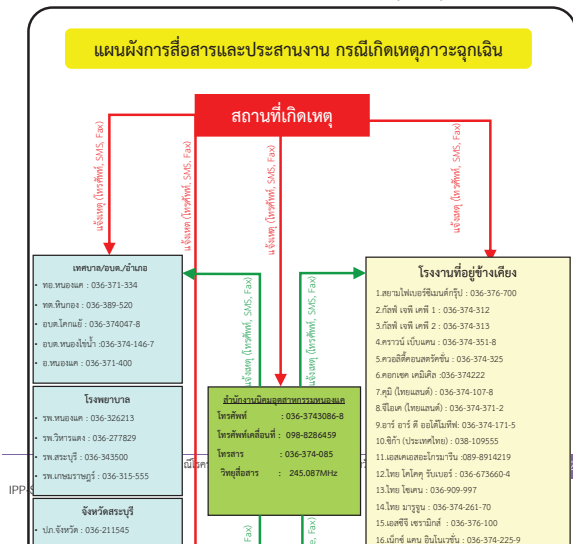 แผนผังการสื่อสารและประสานงาน กรณีเกิดเหตุภาวะฉุกเฉิน
สถานที่เกิดเหตุ
แจ้งเหตุ (โทรศัพท์, SMS, Fax)
แจ้งเหตุ (โทรศัพท์, SMS, Fax)
แจ้งเหตุ (โทรศัพท์, SMS, Fax)
แจ้งเหตุ (โทรศัพท์, SMS, Fax)
เทศบาล/อบต./อำเภอ
• ทอ.หนองแค : 036-371-334
• ทต.หินกอง : 036-389-520
• อบต.โคกแย้ : 036-374047-8
• อบต.หนองไข่น้ำ :036-374-146-7
• อ.หนองแค : 036-371-400
โรงพยาบาล
• รพ.หนองแค : 036-326213
• รพ.วิหารแดง : 036-277829
• รพ.สระบุรี : 036-343500
• รพ.เกษมราษฎร์ : 036-315-555
จังหวัดสระบุรี
• ปภ.จังหวัด : 036-211545
แจ้งเหตุ (โทรศัพท์, SMS, Fax)
แจ้งเหตุ (โทรศัพท์, SMS, Fax)
สำนักงานนิคมอุตสาหกรรมหนองแค
โทรศัพท์ :036-3743086-8
โทรศัพท์เคลื่อนที่ : 098-8286459
โทรสาร :036-374-085
วิทยุสื่อสาร : 245.087MHz
โรงงานที่อยู่ข้างเคียง
1.สยามไฟเบอร์ซีเมนต์กรุ๊ป : 036-376-700
2.กัลฟ์ เจพี เคพี 1 : 036-374-312
3.กัลฟ์ เจพี เคพี 2 : 036-374-313
4.คราวน์ เบ็บแคน : 036-374-351-8
5.ควอลิตี้คอนสตรัคชั่น : 036-374-325
6.คอกเซค เคมิเคิล :036-374222
7.คุมิ (ไทยแลนด์) : 036-374-107-8
8.จีไอเค (ไทยแลนด์) : 036-374-371-2
9.อาร์ อาร์ ดี ออโต้โมทีฟ: 036-374-171-5
10.ชิก้า (ประเทศไทย) : 038-109555
11.เอสเคเอสอะโกรมารีน :089-8914219
12.ไทย โคโคคุ รับเบอร์ : 036-673660-4
13.ไทย โชเคน : 036-909-997
14.ไทย มารูจูน : 036-374-261-70
15.เอสซีจี เซรามิกส์ : 036-376-100
16.เน็กซ์ แคน อินโนเวชั่น : 036-374-225-9
IPP-S
Fax)
e, Fax)